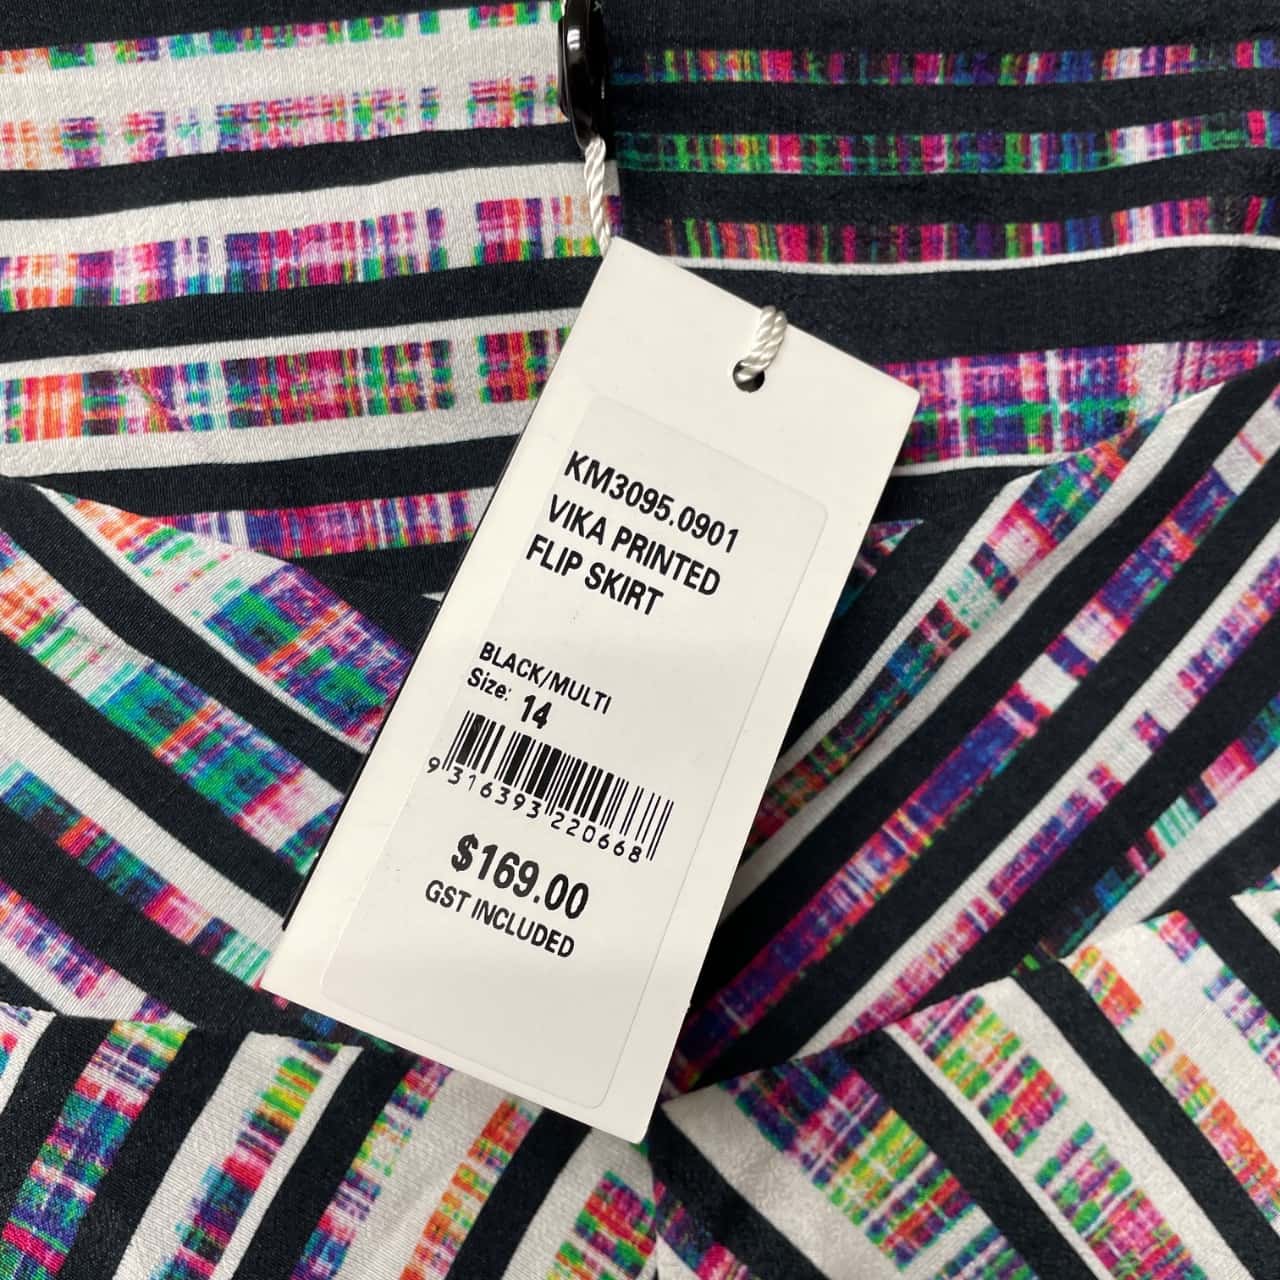 KM3095.0901
VIKA PRINTED
FLIP SKIRT
BLACK/MULTI
Size: 14
9 316393 220668
$169.00
GST INCLUDED